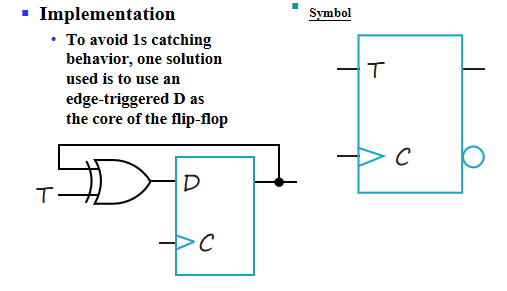 Implementation
To avoid 1s catching
behavior, one solution
used is to use an
edge-triggered D as
the core of the flip-flop
Symbol
T
C
T
D
C